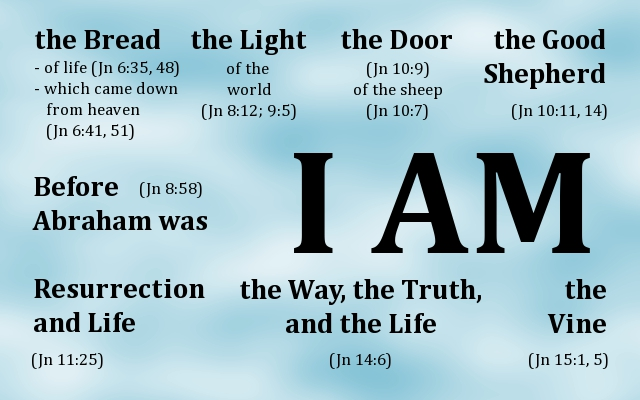 the Bread
- of life (Jn 6:35, 48)
- which came down
from heaven
(Jn 6:41, 51)
the Light
of the
world
(Jn 8:12; 9:5)
the Door
(Jn 10:9)
of the sheep
(Jn 10:7)
the Good
Shepherd
(Jn 10:11, 14)
Before (Jn 8:58)
Abraham was
I AM
Resurrection
and Life
(Jn 11:25)
the Way, the Truth,
and the Life
(Jn 14:6)
the
Vine
(Jn 15:1, 5)